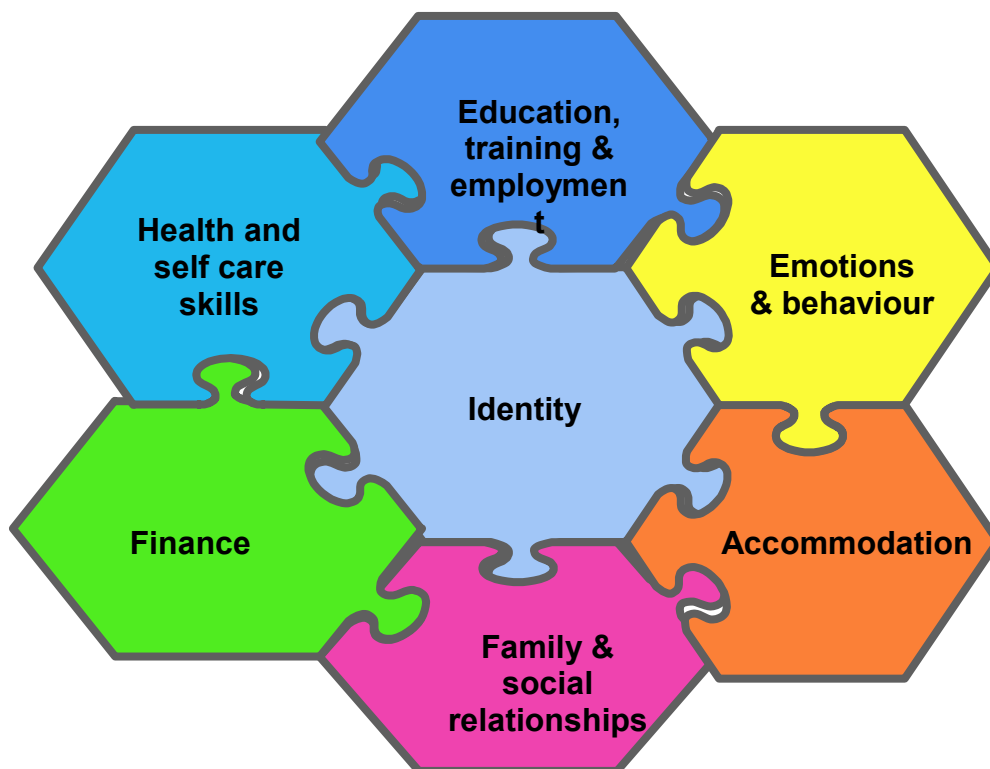 Education,
training &
employmen
t
Health and
self care
skills
Emotions
& behaviour
Identity
Finance
Accommodation
Family &
social
relationships